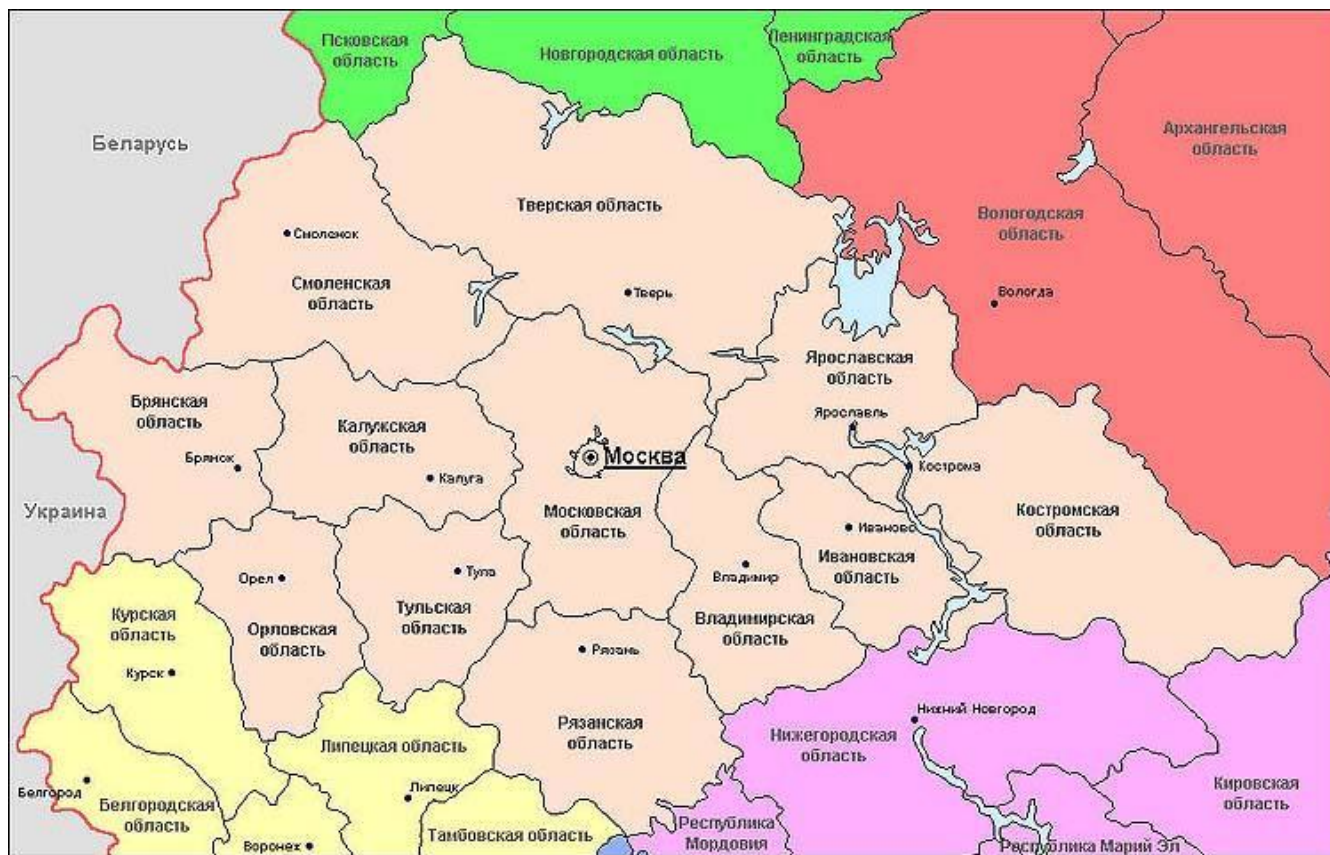 Псковская
область
Новгородская область
Ленинградская
область
Беларусь
Архангельская
область
Тверская область
Вологодская
область
Смоленск
Смоленская
область
Тверь
Вологда
Ярославская
область
Брянская
область
Калужская
область
Ярославль
Брянск
Калуга
Москва
Кострома
Украина
Московская
область
Костромская
область
Иваново
Ивановская
область
Орел
Тула
Владимир
Курская
область
Орловская
область
Тульская
область
Владимирская
область
Курск
Рязань
Рязанская
область
Нижний Новгород
Нижегородская
область
Липецкая область
Белгород
Белгородская
область
Липецк
Кировская
область
Воронеж
Тамбовская область
Республика
Мордовия
Республика Марий Эл